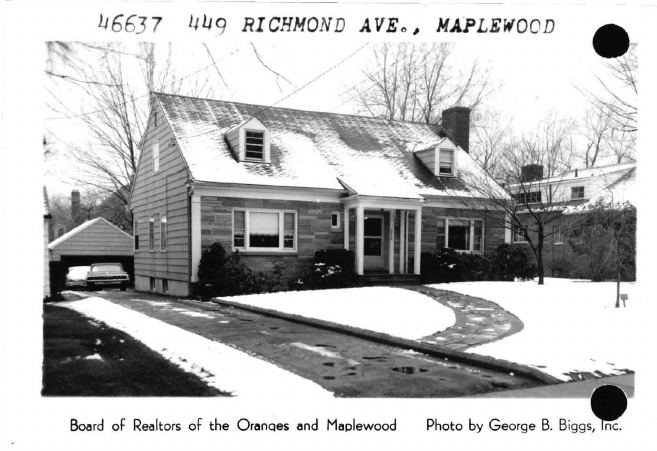 46637 449 RICHMOND AVE., MAPLEWOOD
Board of Realtors of the Oranges and Maplewood Photo by George B. Biggs, Inc.